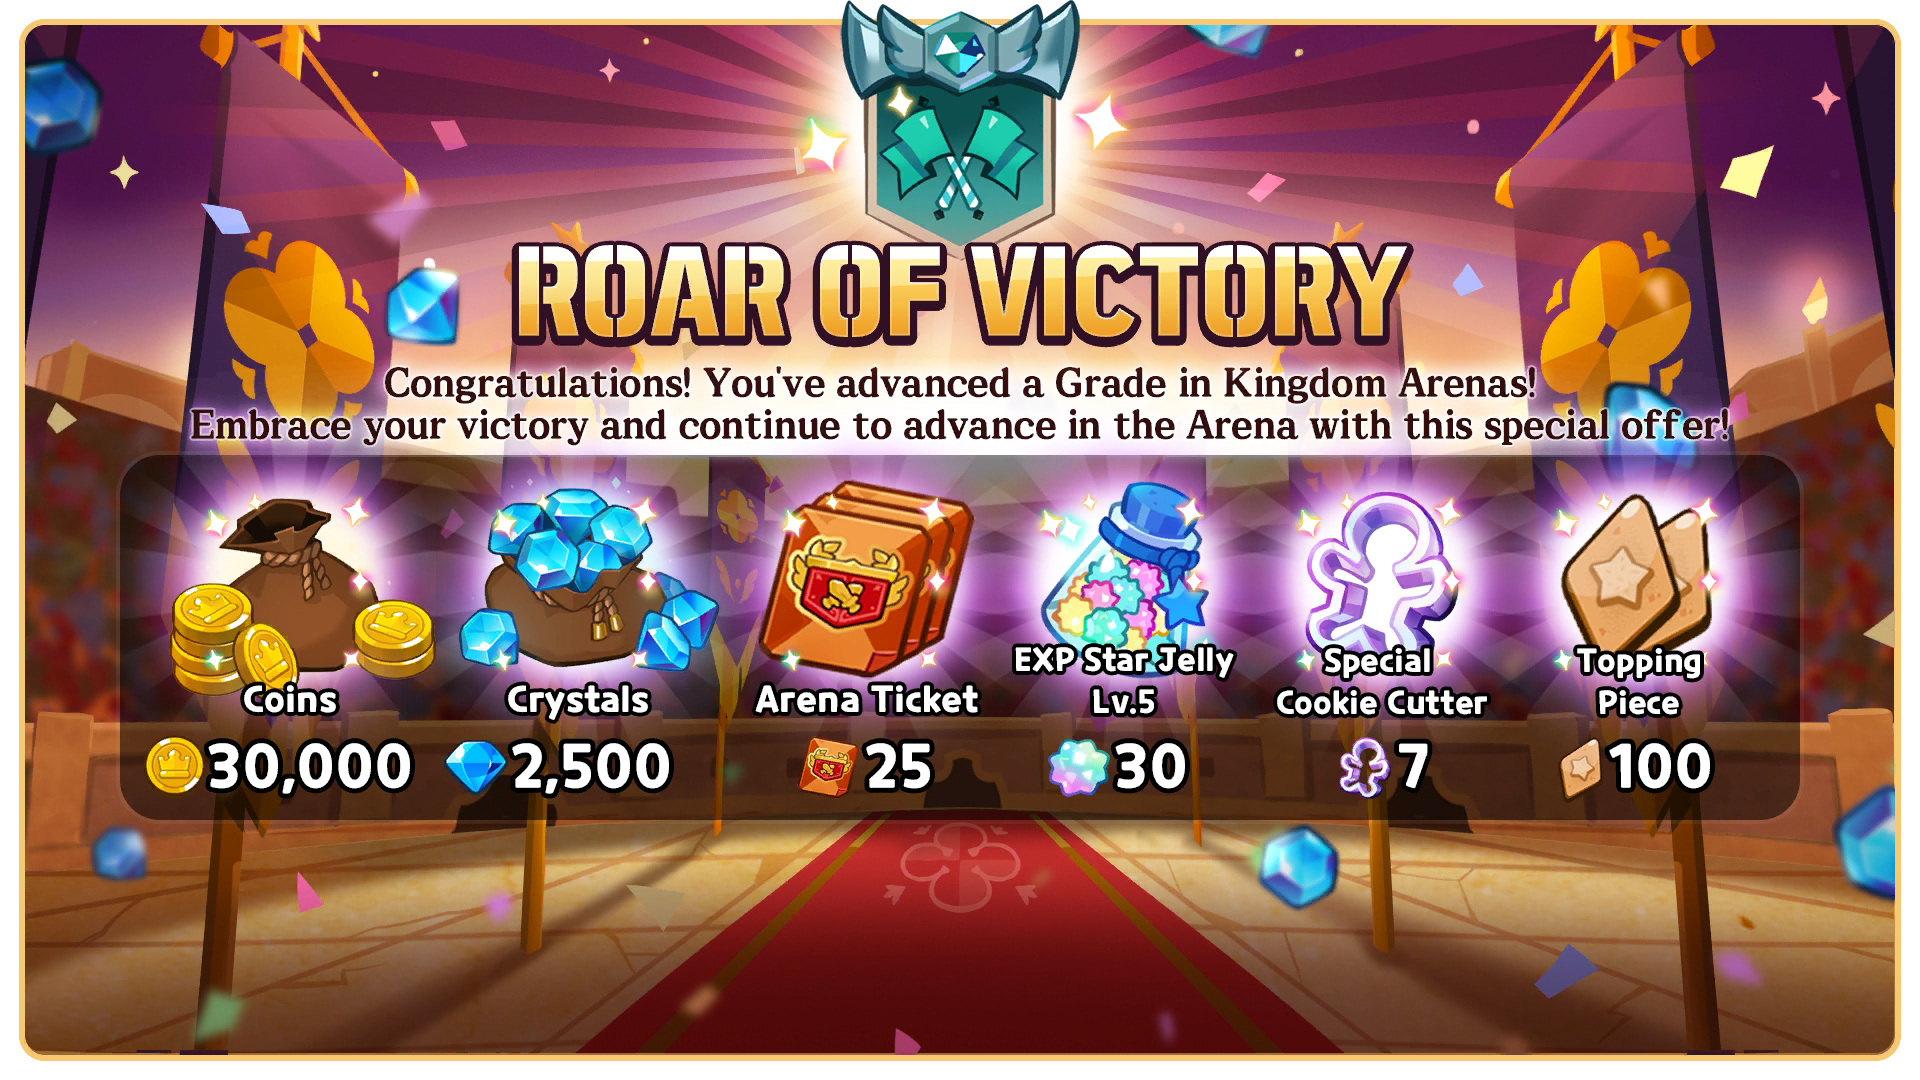 ROAR OF VICTORY
Congratulations! You've advanced a Grade in Kingdom Arenas!
Embrace your victory and continue to advance in the Arena with this special offer!
Coins
Crystals
Arena Ticket
EXP Star Jelly
Lv.5
Special
Cookie Cutter
Topping
Piece
30,000
2,500
25
30
7
100